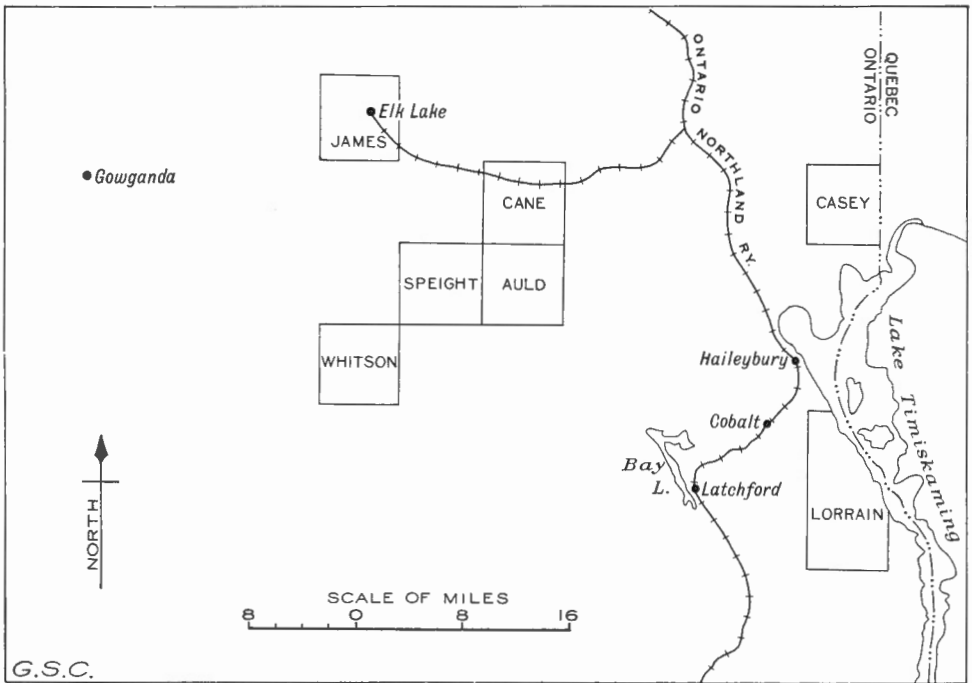 ONTARIO NORTHLAND RY.
QUEBEC
ONTARIO
Elk Lake
JAMES
Gowganda
CANE
CASEY
SPEIGHT
AULD
WHITSON
Haileybury
Lake Timiskaming
Cobalt
Bay
L.
Latchford
LORRAIN
NORTH
SCALE OF MILES
8 0 8 16
G.S.C.